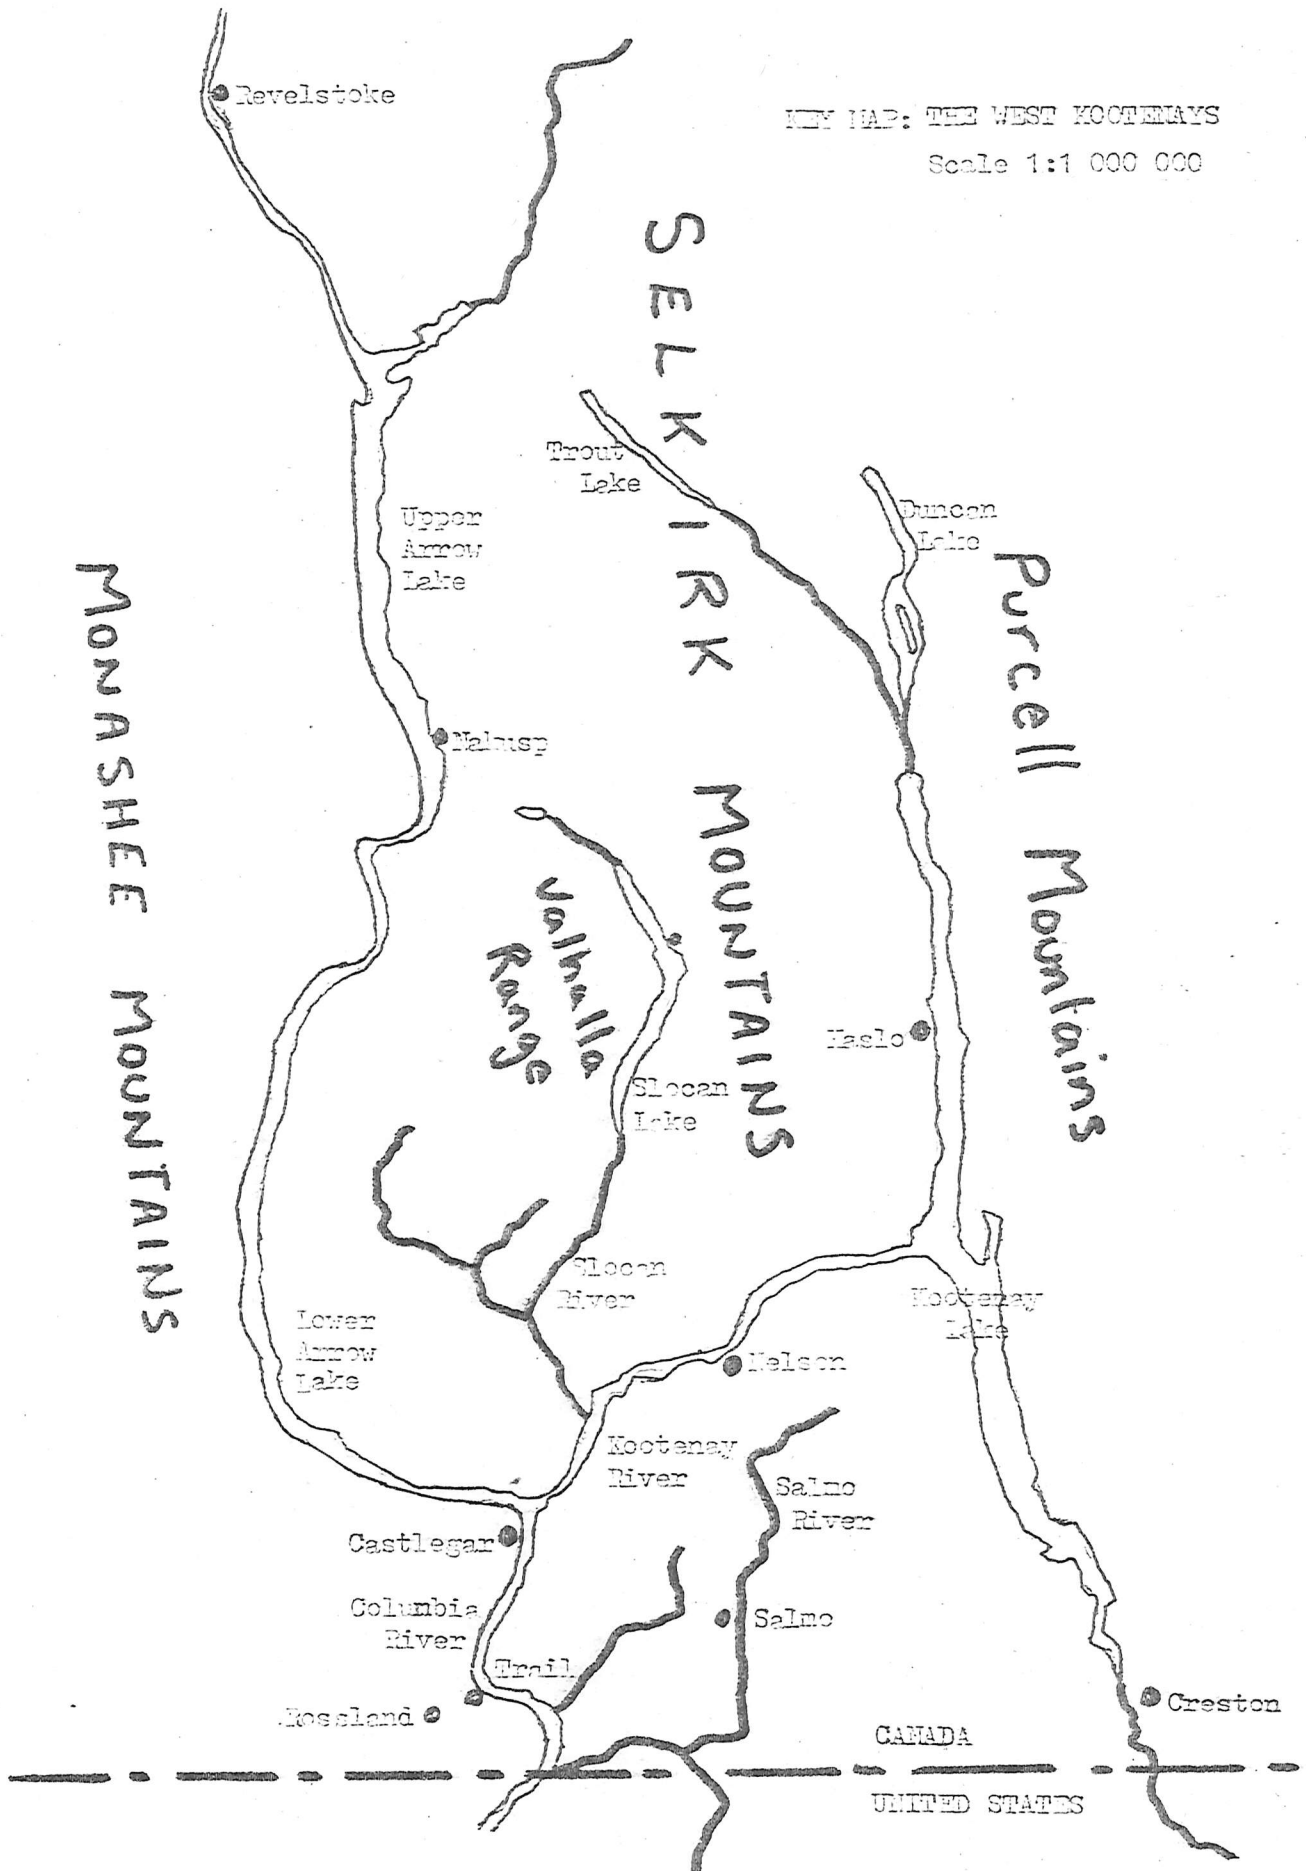 Revelstoke
KEY MAP: THE WEST KOOTENAYS
Scale 1:1 000 000
SELKIRK MOUNTAINS
Trout
Lake
Duncan
Lake
Upper
Arrow
Lake
Purcell Mountains
MONASHEE MOUNTAINS
Nakusp
Valhalla
Range
Kaslo
Slocan
Lake
Slocan
River
Kootenay
Lake
Lower
Arrow
Lake
Nelson
Kootenay
River
Salmo
River
Castlegar
Columbia
River
Salmo
Trail
Rossland
Creston
CANADA
UNITED STATES